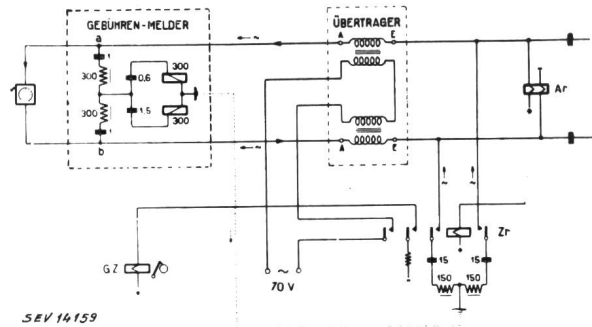 GEBÜHREN-MELDER
ÜBERTRAGER
a
A
E
1
300
0.6
300
300
1.5
300
1
b
A
E
Ar
~
~
~
~
GZ
~
70 V
Zr
15
15
150
150
SEV 14159